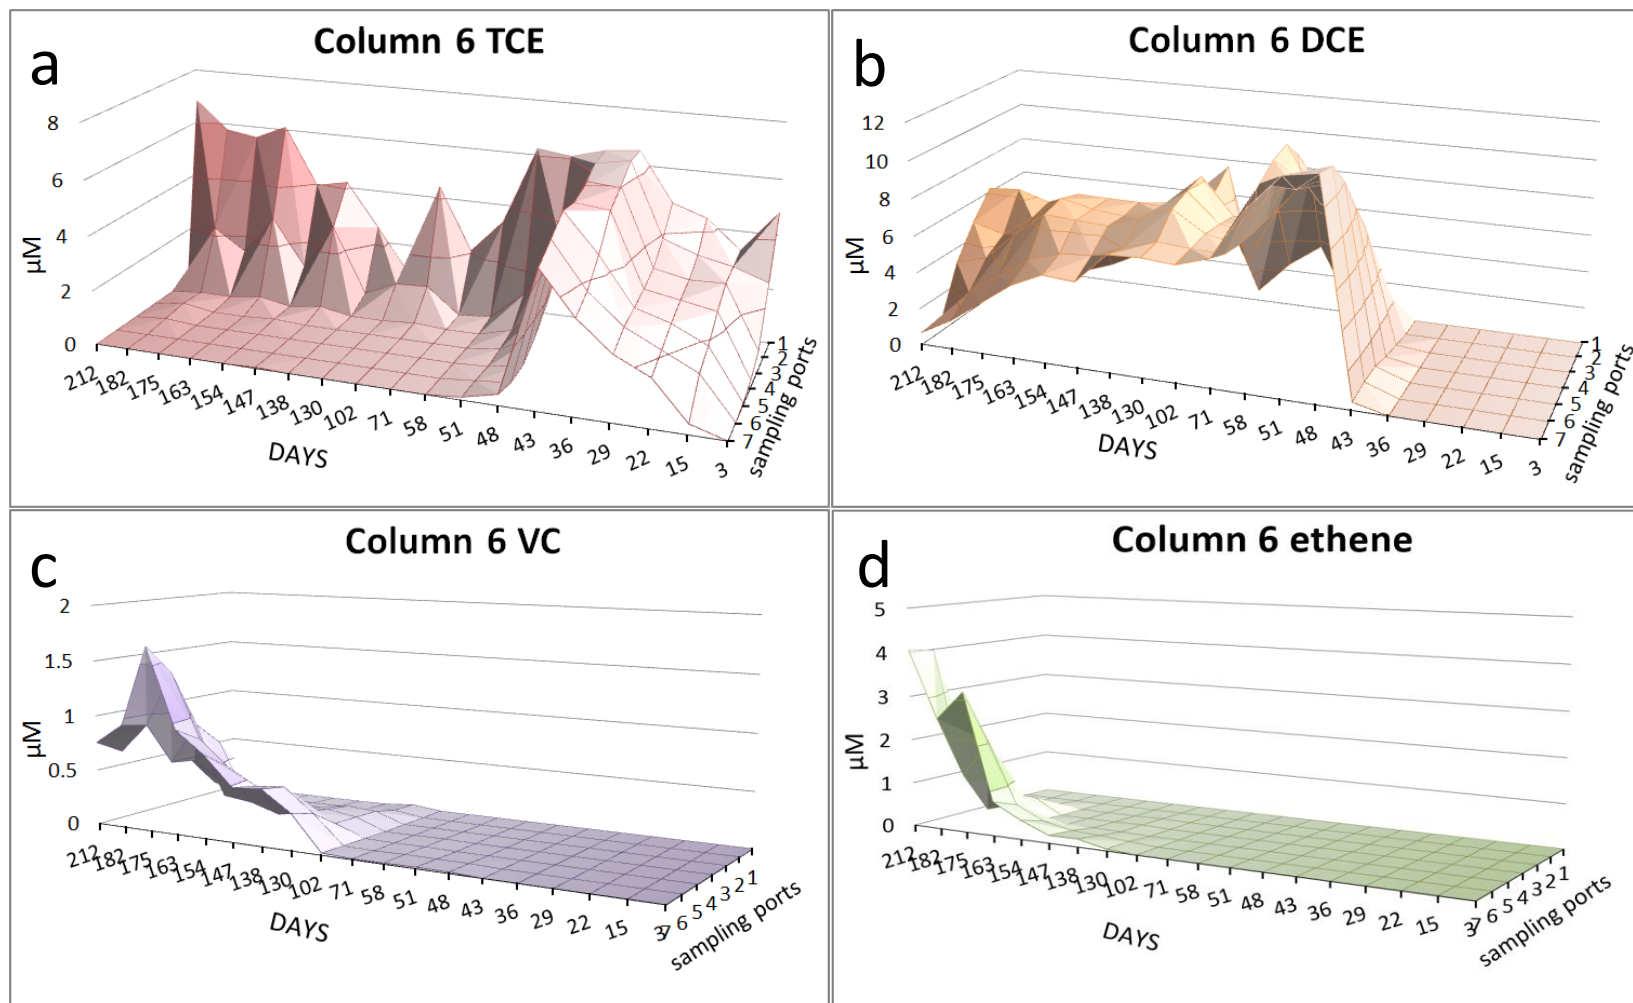 a
Column 6 TCE
8
6
4
2
0
µM
212 182 175 163 154 147 138 130 102 71 58 51 48 43 36 29 22 15 3
DAYS
1 2 3 4 5 6 7
sampling ports
b
Column 6 DCE
12
10
8
6
4
2
0
µM
212 182 175 163 154 147 138 130 102 71 58 51 48 43 36 29 22 15 3
DAYS
1 2 3 4 5 6 7
sampling ports
c
Column 6 VC
2
1.5
1
0.5
0
µM
212 182 175 163 154 147 138 130 102 71 58 51 48 43 36 29 22 15 3
DAYS
7 6 5 4 3 2 1
sampling ports
d
Column 6 ethene
5
4
3
2
1
0
µM
212 182 175 163 154 147 138 130 102 71 58 51 48 43 36 29 22 15 3
DAYS
7 6 5 4 3 2 1
sampling ports